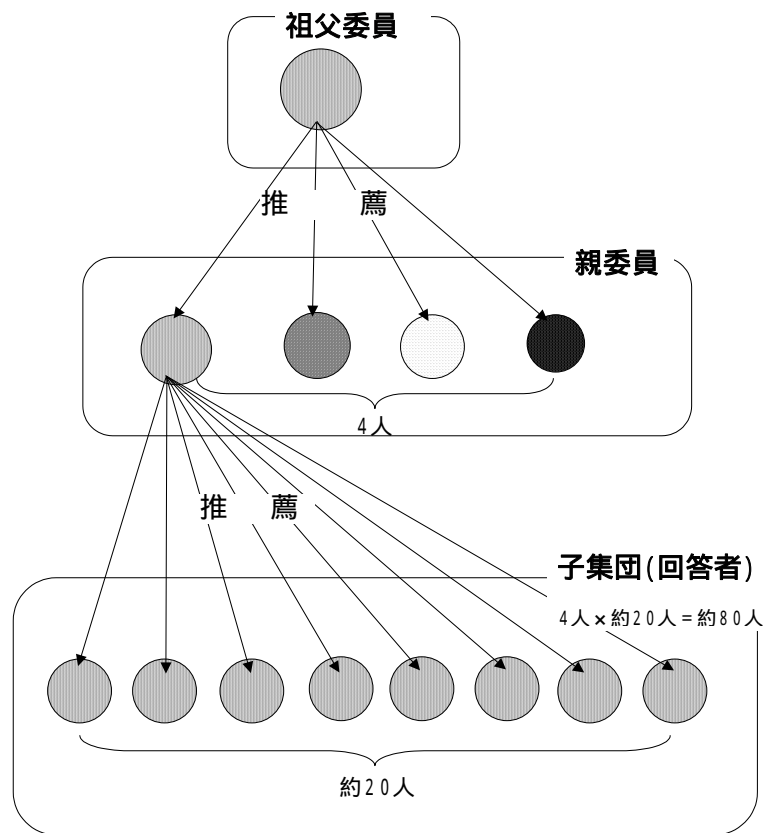 祖父委員
推 薦
親委員
4人
推 薦
子集団(回答者)
4人×約20人=約80人
約20人